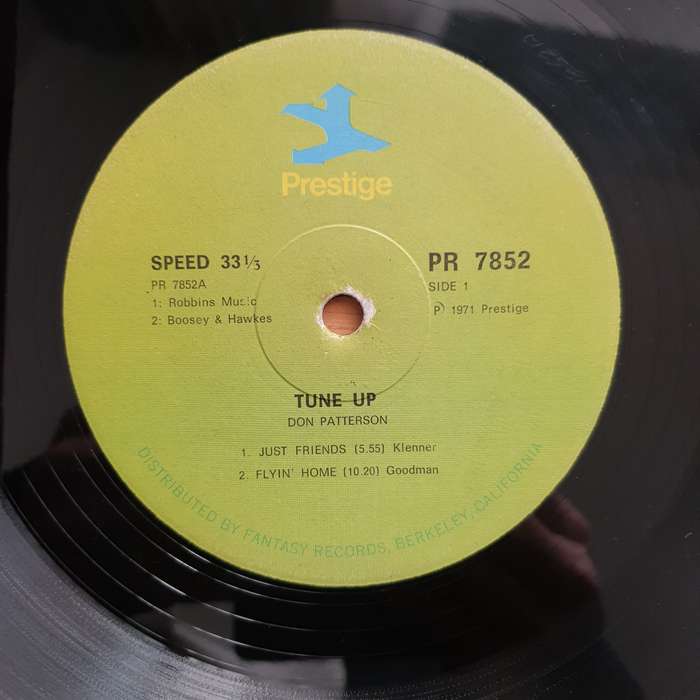 Prestige
SPEED 33 1/3
PR 7852A
1: Robbins Music
2: Boosey & Hawkes
PR 7852
SIDE 1
℗ 1971 Prestige
TUNE UP
DON PATTERSON
1. JUST FRIENDS (5.55) Klenner
2. FLYIN' HOME (10.20) Goodman
DISTRIBUTED BY FANTASY RECORDS, BERKELEY, CALIFORNIA